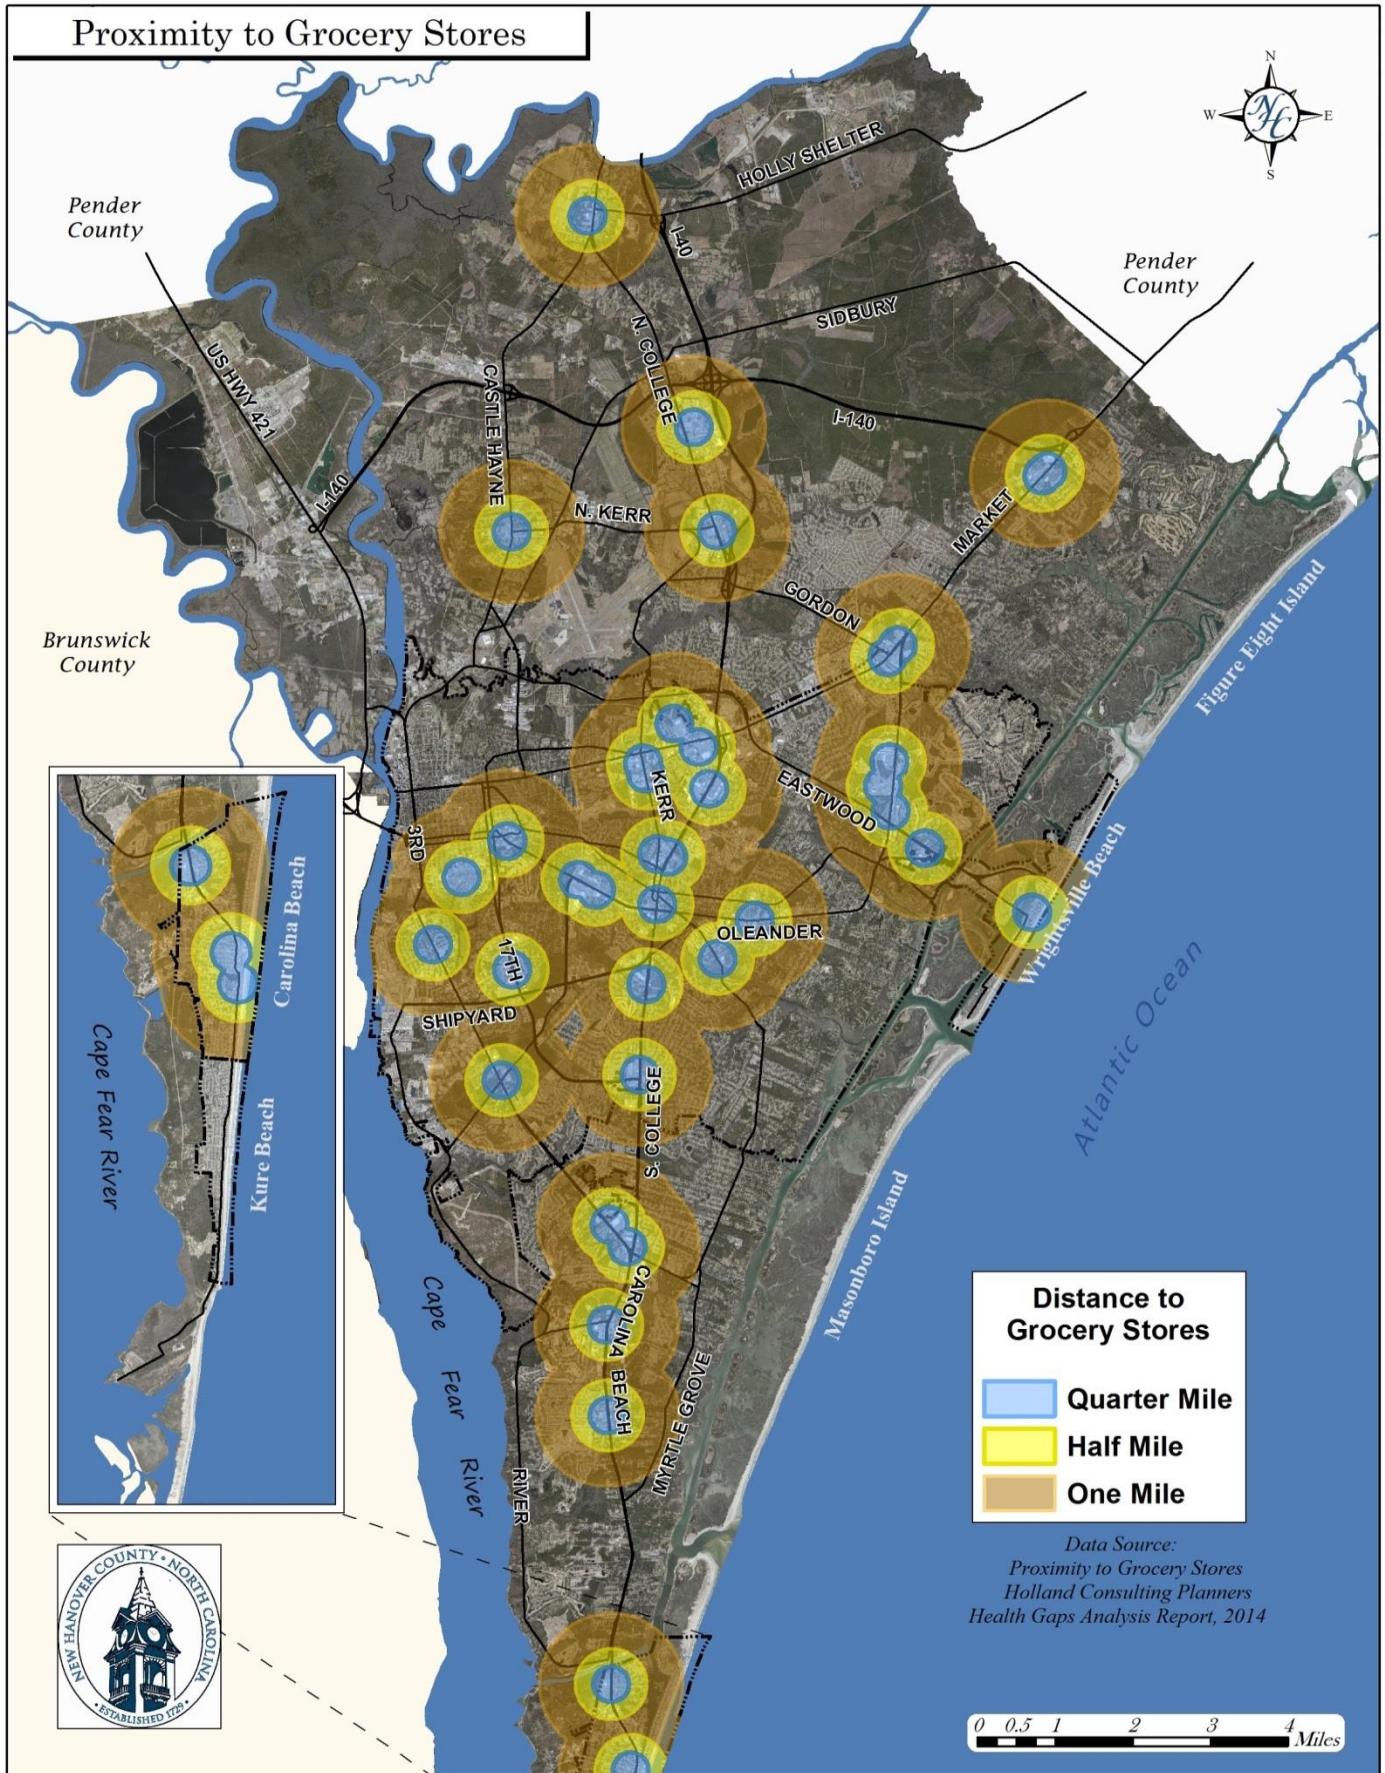 Proximity to Grocery Stores
N
W
E
S
NH
HOLLY SHELTER
Pender
County
I-40
Pender
County
SIDBURY
N. COLLEGE
US HWY 421
CASTLE HAYNE
I-140
I-140
N. KERR
MARKET
GORDON
Figure Eight Island
Brunswick
County
KERR
EASTWOOD
3RD
Wrightsville Beach
OLEANDER
17TH
SHIPYARD
Atlantic Ocean
S. COLLEGE
Masonboro Island
CAROLINA BEACH
Cape
Fear
River
MYRTLE GROVE
RIVER
Carolina Beach
Cape Fear River
Kure Beach
Distance to
Grocery Stores
Quarter Mile
Half Mile
One Mile
Data Source:
Proximity to Grocery Stores
Holland Consulting Planners
Health Gaps Analysis Report, 2014
NEW HANOVER COUNTY • NORTH CAROLINA
• ESTABLISHED 1729 •
0 0.5 1 2 3 4
Miles